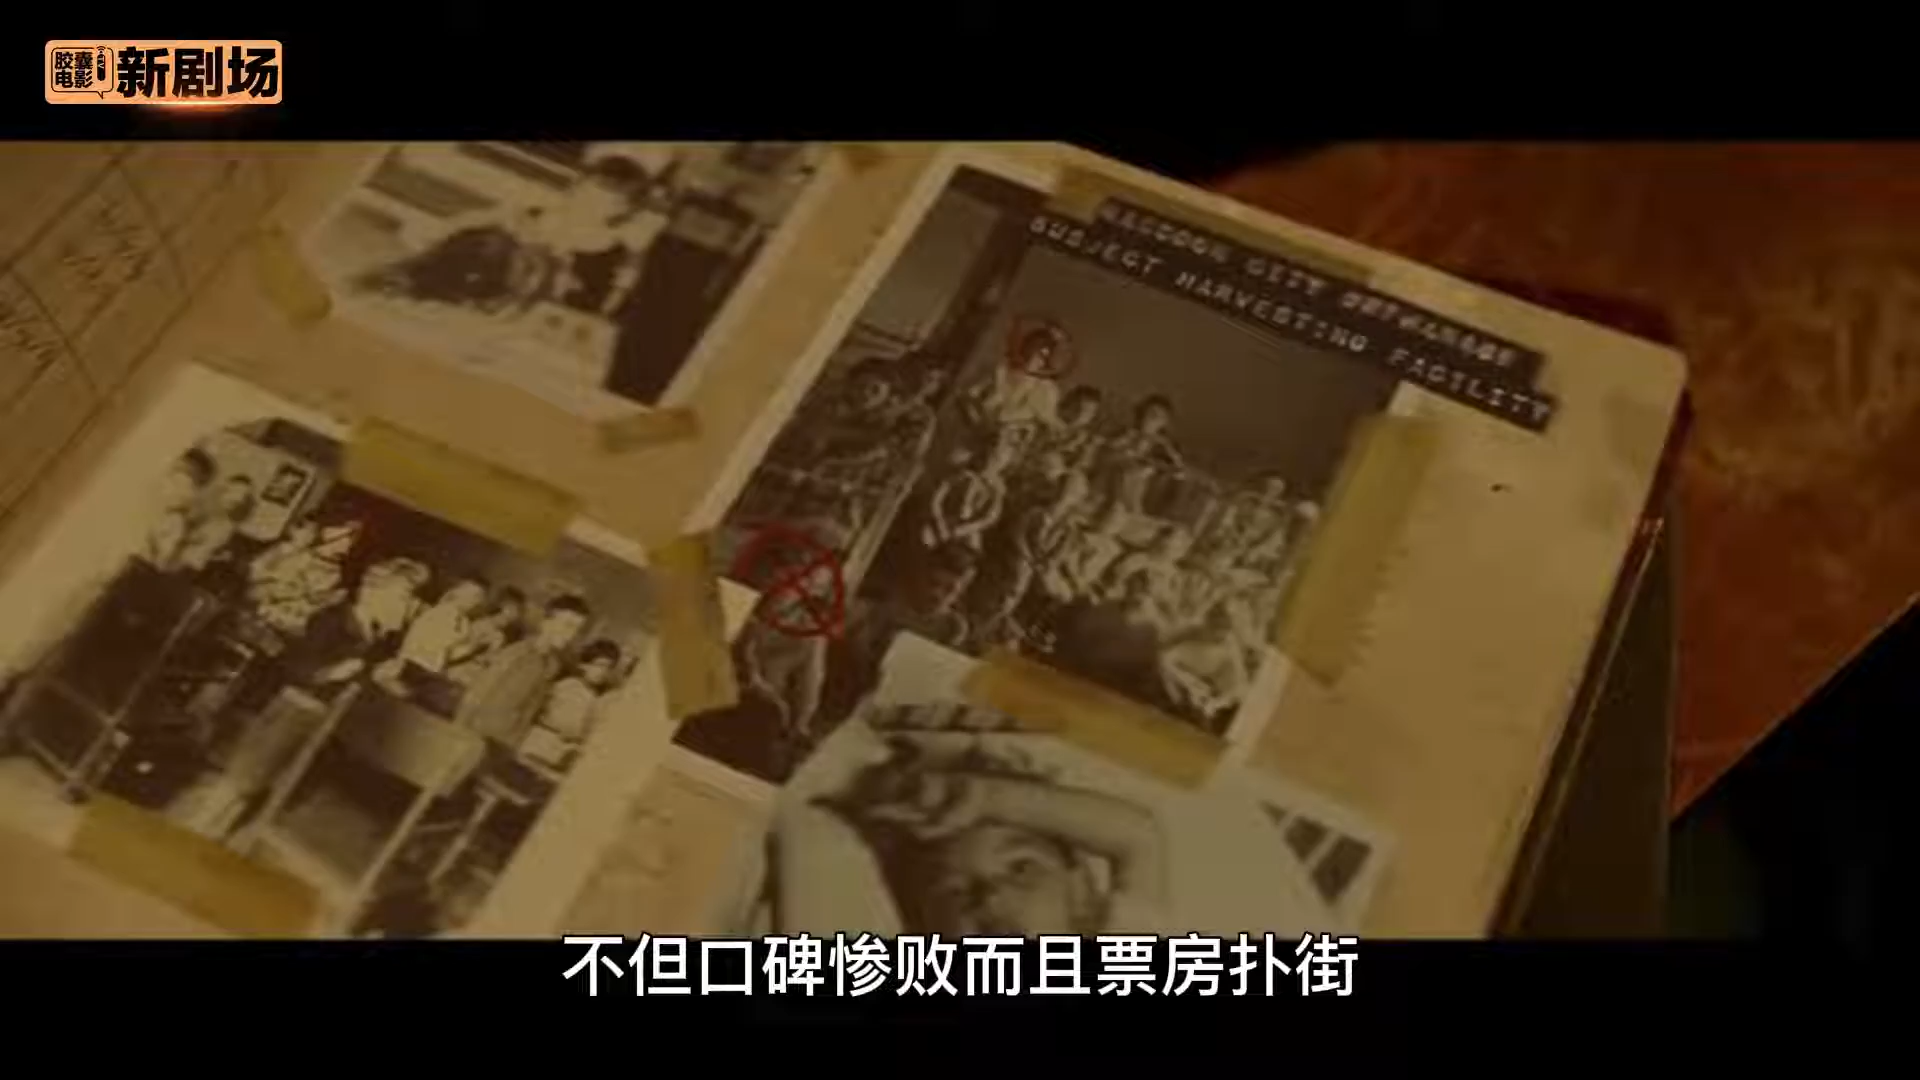 胶囊
电影
新剧场
RACCOON CITY ORPHANAGE
SUBJECT HARVESTING FACILITY
不但口碑惨败而且票房扑街